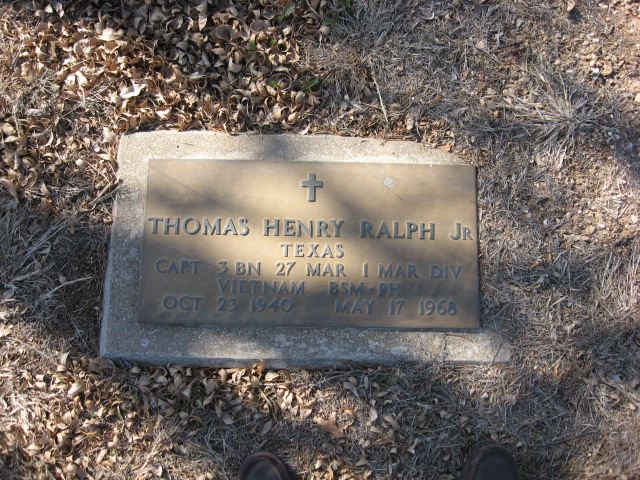 THOMAS HENRY RALPH JR
TEXAS
CAPT 3 BN 27 MAR 1 MAR DIV
VIETNAM BSM PH
OCT 23 1940 MAY 17 1968